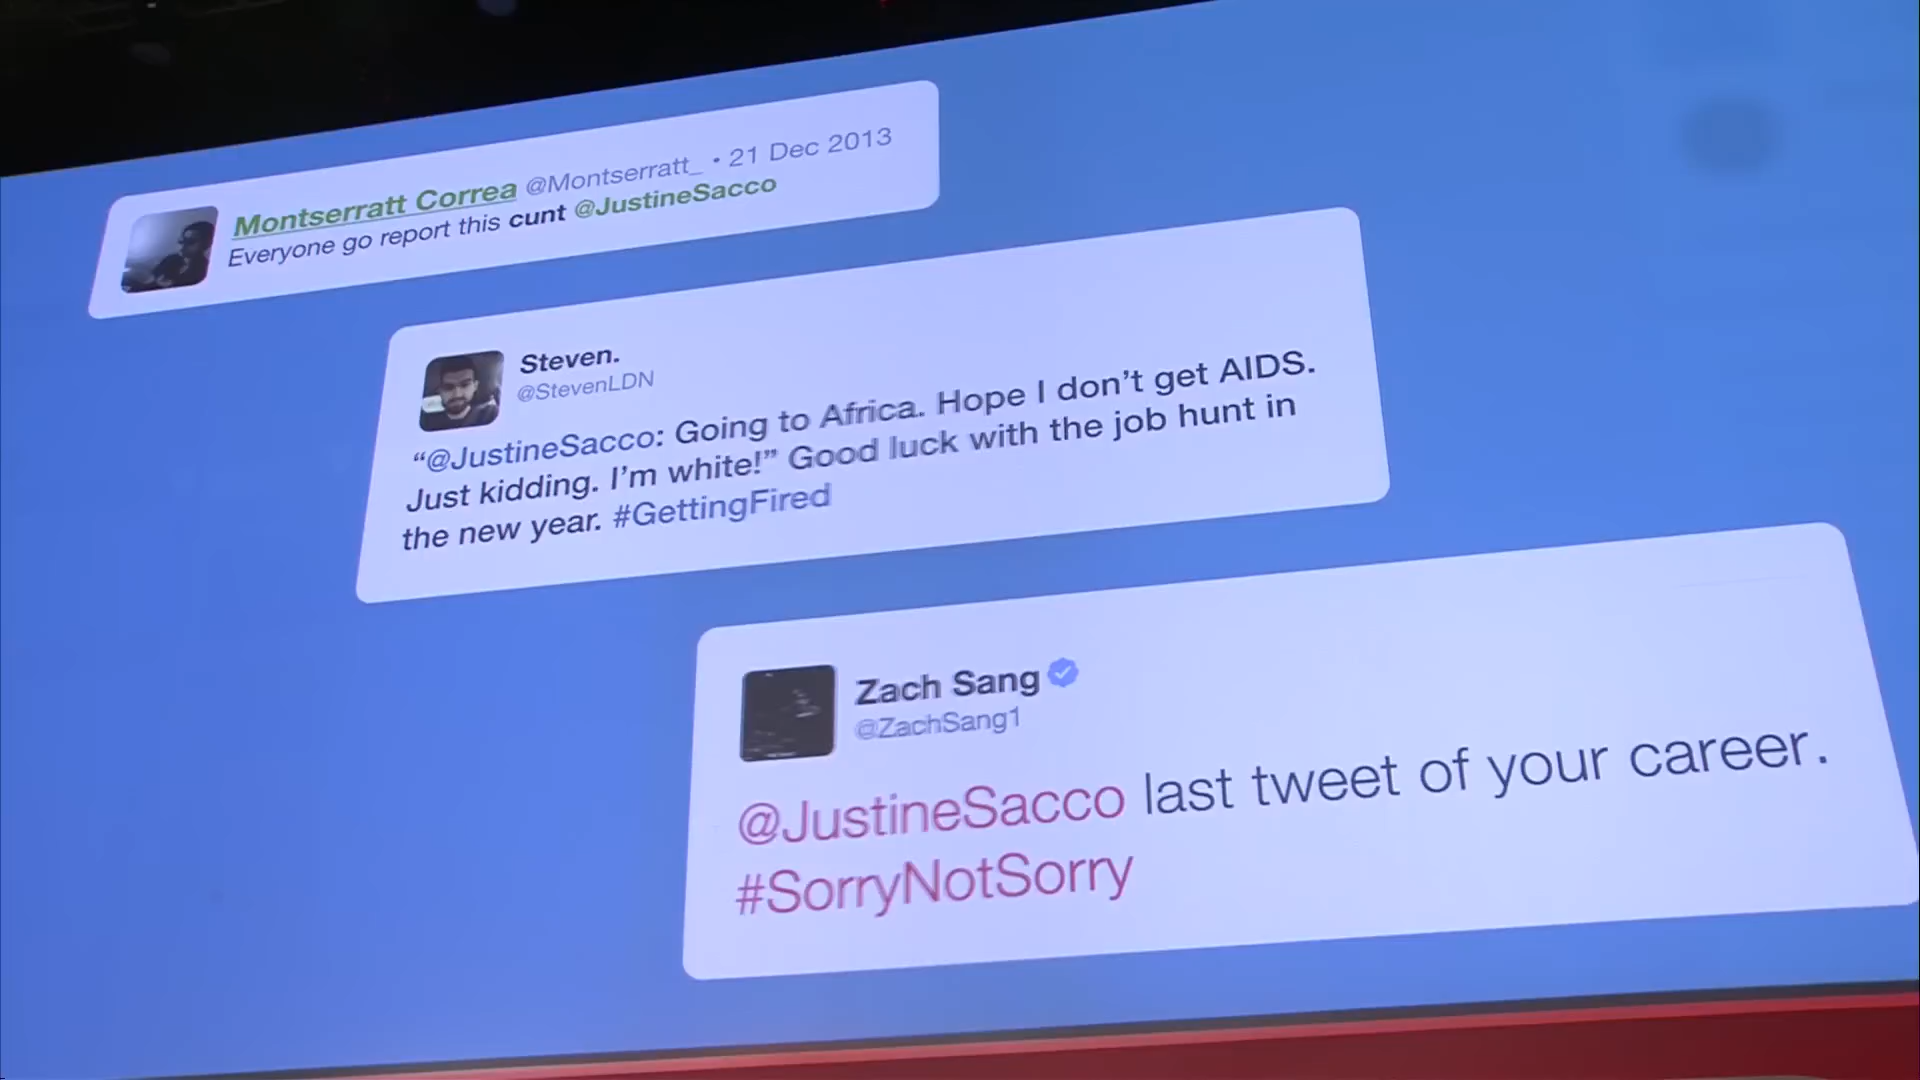 Montserratt Correa @Montserratt_ • 21 Dec 2013
Everyone go report this cunt @JustineSacco
Steven.
@StevenLDN
“@JustineSacco: Going to Africa. Hope I don’t get AIDS.
Just kidding. I’m white!” Good luck with the job hunt in
the new year. #GettingFired
Zach Sang
@ZachSang1
@JustineSacco last tweet of your career.
#SorryNotSorry